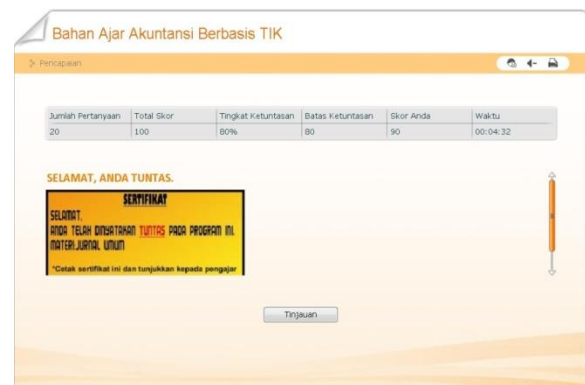 Bahan Ajar Akuntansi Berbasis TIK
Pencapaian
Jumlah Pertanyaan Total Skor Tingkat Ketuntasan Batas Ketuntasan Skor Anda Waktu
20 100 80% 80 90 00:04:32
SELAMAT, ANDA TUNTAS.
SERTIFIKAT
SELAMAT,
ANDA TELAH DINYATAKAN TUNTAS PADA PROGRAM INI.
MATERI JURNAL UMUM
*Cetak sertifikat ini dan tunjukkan kepada pengajar
Tinjauan